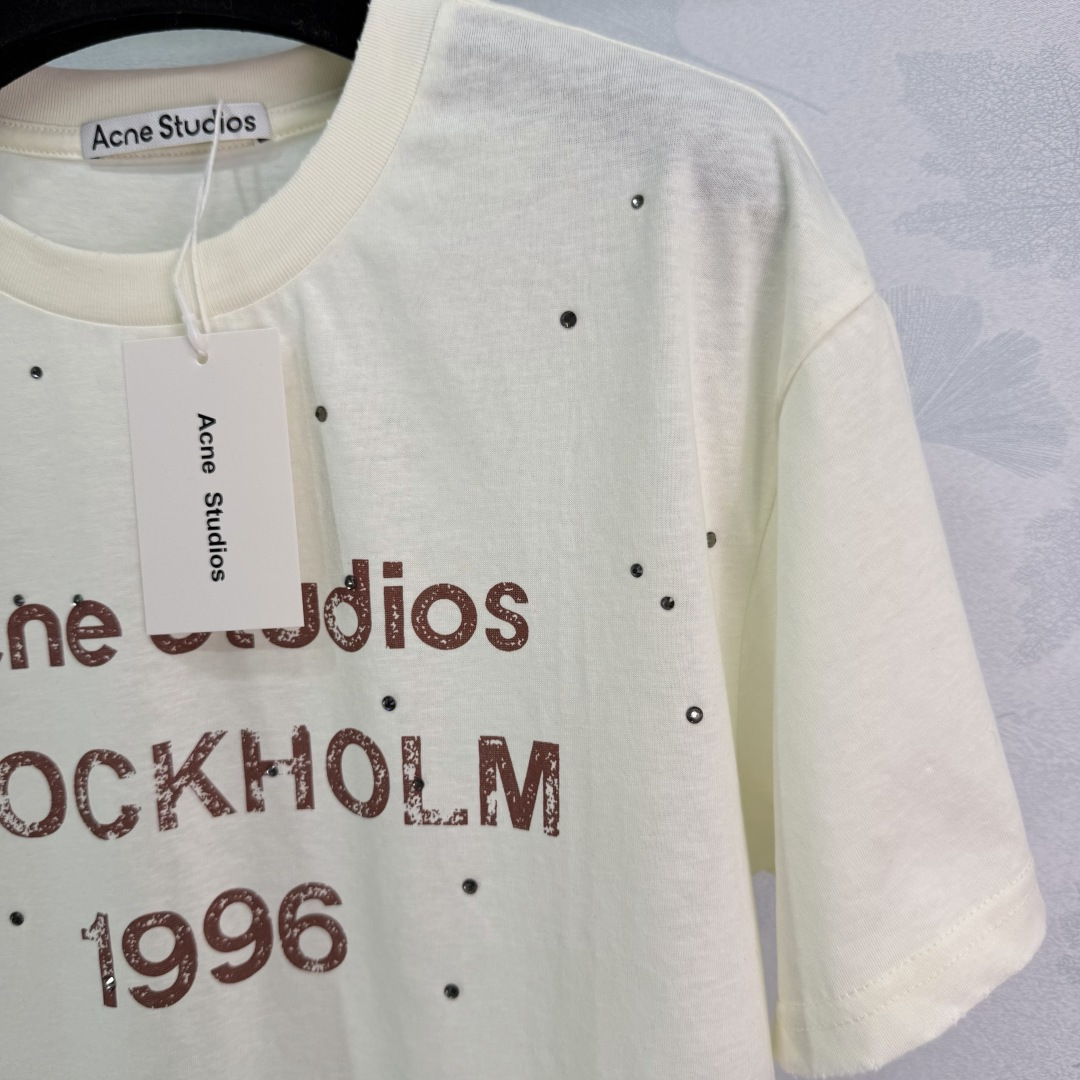 Acne Studios
Acne Studios
cne Studios
OCKHOLM
1996